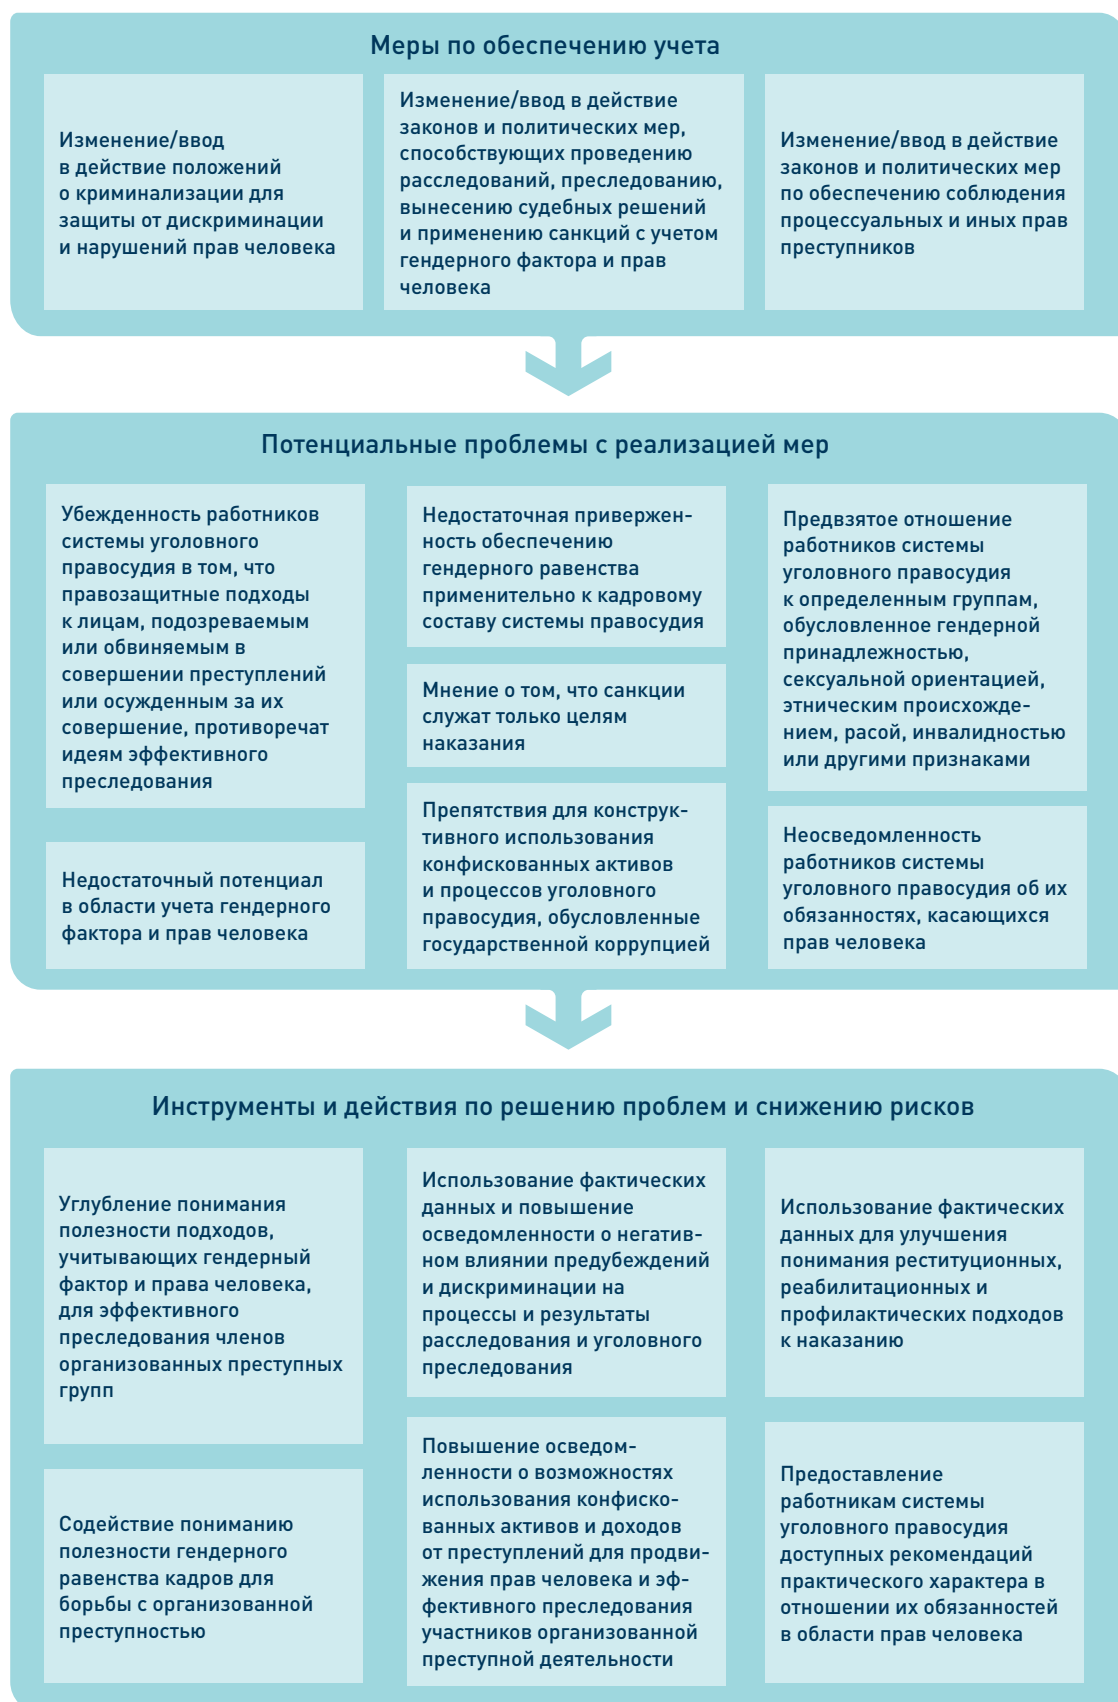 Меры по обеспечению учета
Изменение/ввод
в действие положений
о криминализации для
защиты от дискриминации
и нарушений прав человека
Изменение/ввод в действие
законов и политических мер,
способствующих проведению
расследований, преследованию,
вынесению судебных решений
и применению санкций с учетом
гендерного фактора и прав
человека
Изменение/ввод в действие
законов и политических мер
по обеспечению соблюдения
процессуальных и иных прав
преступников
Потенциальные проблемы с реализацией мер
Убежденность работников
системы уголовного
правосудия в том, что
правозащитные подходы
к лицам, подозреваемым
или обвиняемым в
совершении преступлений
или осужденным за их
совершение, противоречат
идеям эффективного
преследования
Недостаточный потенциал
в области учета гендерного
фактора и прав человека
Недостаточная привержен-
ность обеспечению
гендерного равенства
применительно к кадровому
составу системы правосудия
Мнение о том, что санкции
служат только целям
наказания
Препятствия для конструк-
тивного использования
конфискованных активов
и процессов уголовного
правосудия, обусловленные
государственной коррупцией
Предвзятое отношение
работников системы
уголовного правосудия
к определенным группам,
обусловленное гендерной
принадлежностью,
сексуальной ориентацией,
этническим происхожде-
нием, расой, инвалидностью
или другими признаками
Неосведомленность
работников системы
уголовного правосудия об их
обязанностях, касающихся
прав человека
Инструменты и действия по решению проблем и снижению рисков
Углубление понимания
полезности подходов,
учитывающих гендерный
фактор и права человека,
для эффективного
преследования членов
организованных преступных
групп
Содействие пониманию
полезности гендерного
равенства кадров для
борьбы с организованной
преступностью
Использование фактических
данных и повышение
осведомленности о негатив-
ном влиянии предубеждений
и дискриминации на
процессы и результаты
расследования и уголовного
преследования
Повышение осведом-
ленности о возможностях
использования конфиско-
ванных активов и доходов
от преступлений для продви-
жения прав человека и эф-
фективного преследования
участников организованной
преступной деятельности
Использование фактических
данных для улучшения
понимания реституционных,
реабилитационных и
профилактических подходов
к наказанию
Предоставление
работникам системы
уголовного правосудия
доступных рекомендаций
практического характера в
отношении их обязанностей
в области прав человека